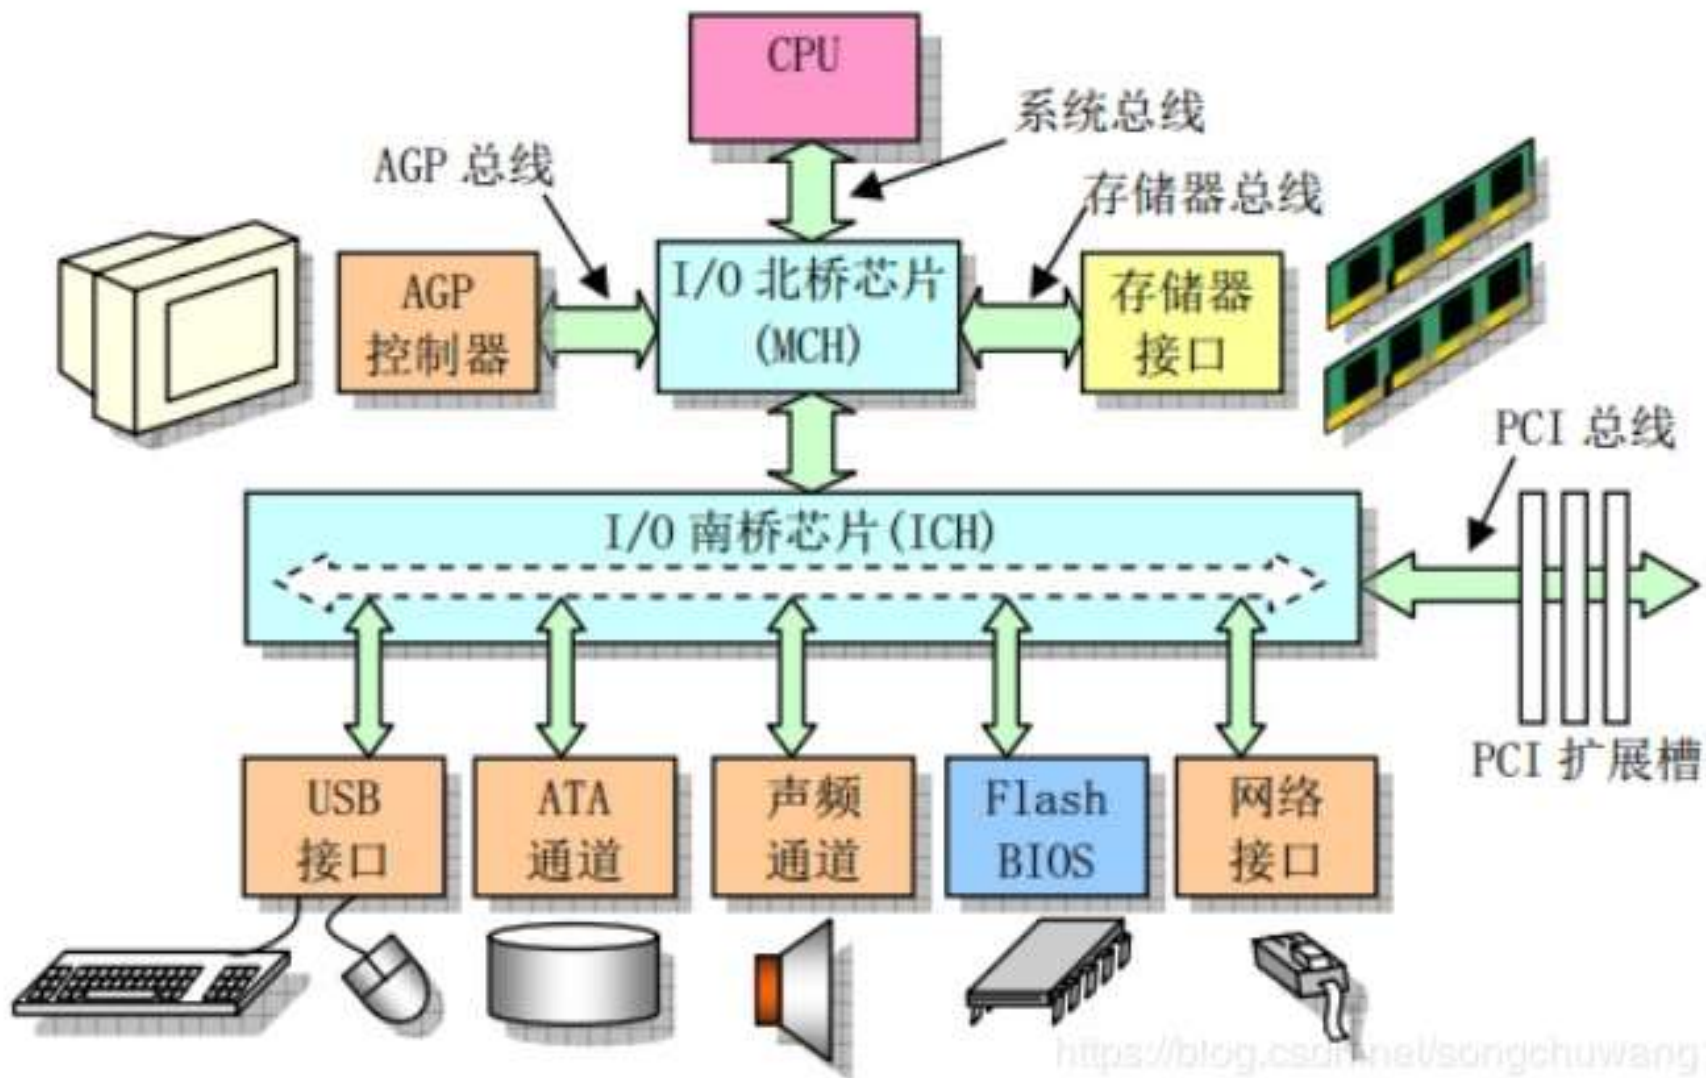 CPU
系统总线
AGP 总线
存储器总线
AGP
控制器
I/O 北桥芯片
(MCH)
存储器
接口
PCI 总线
I/O 南桥芯片(ICH)
PCI 扩展槽
USB
接口
ATA
通道
声频
通道
Flash
BIOS
网络
接口
https://blog.csdn.net/songchuwang